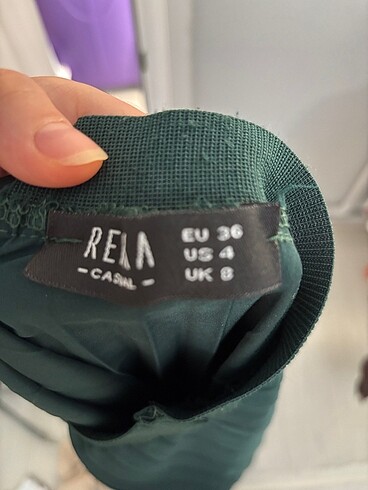 RELA
- CASUAL -
EU 36
US 4
UK 8